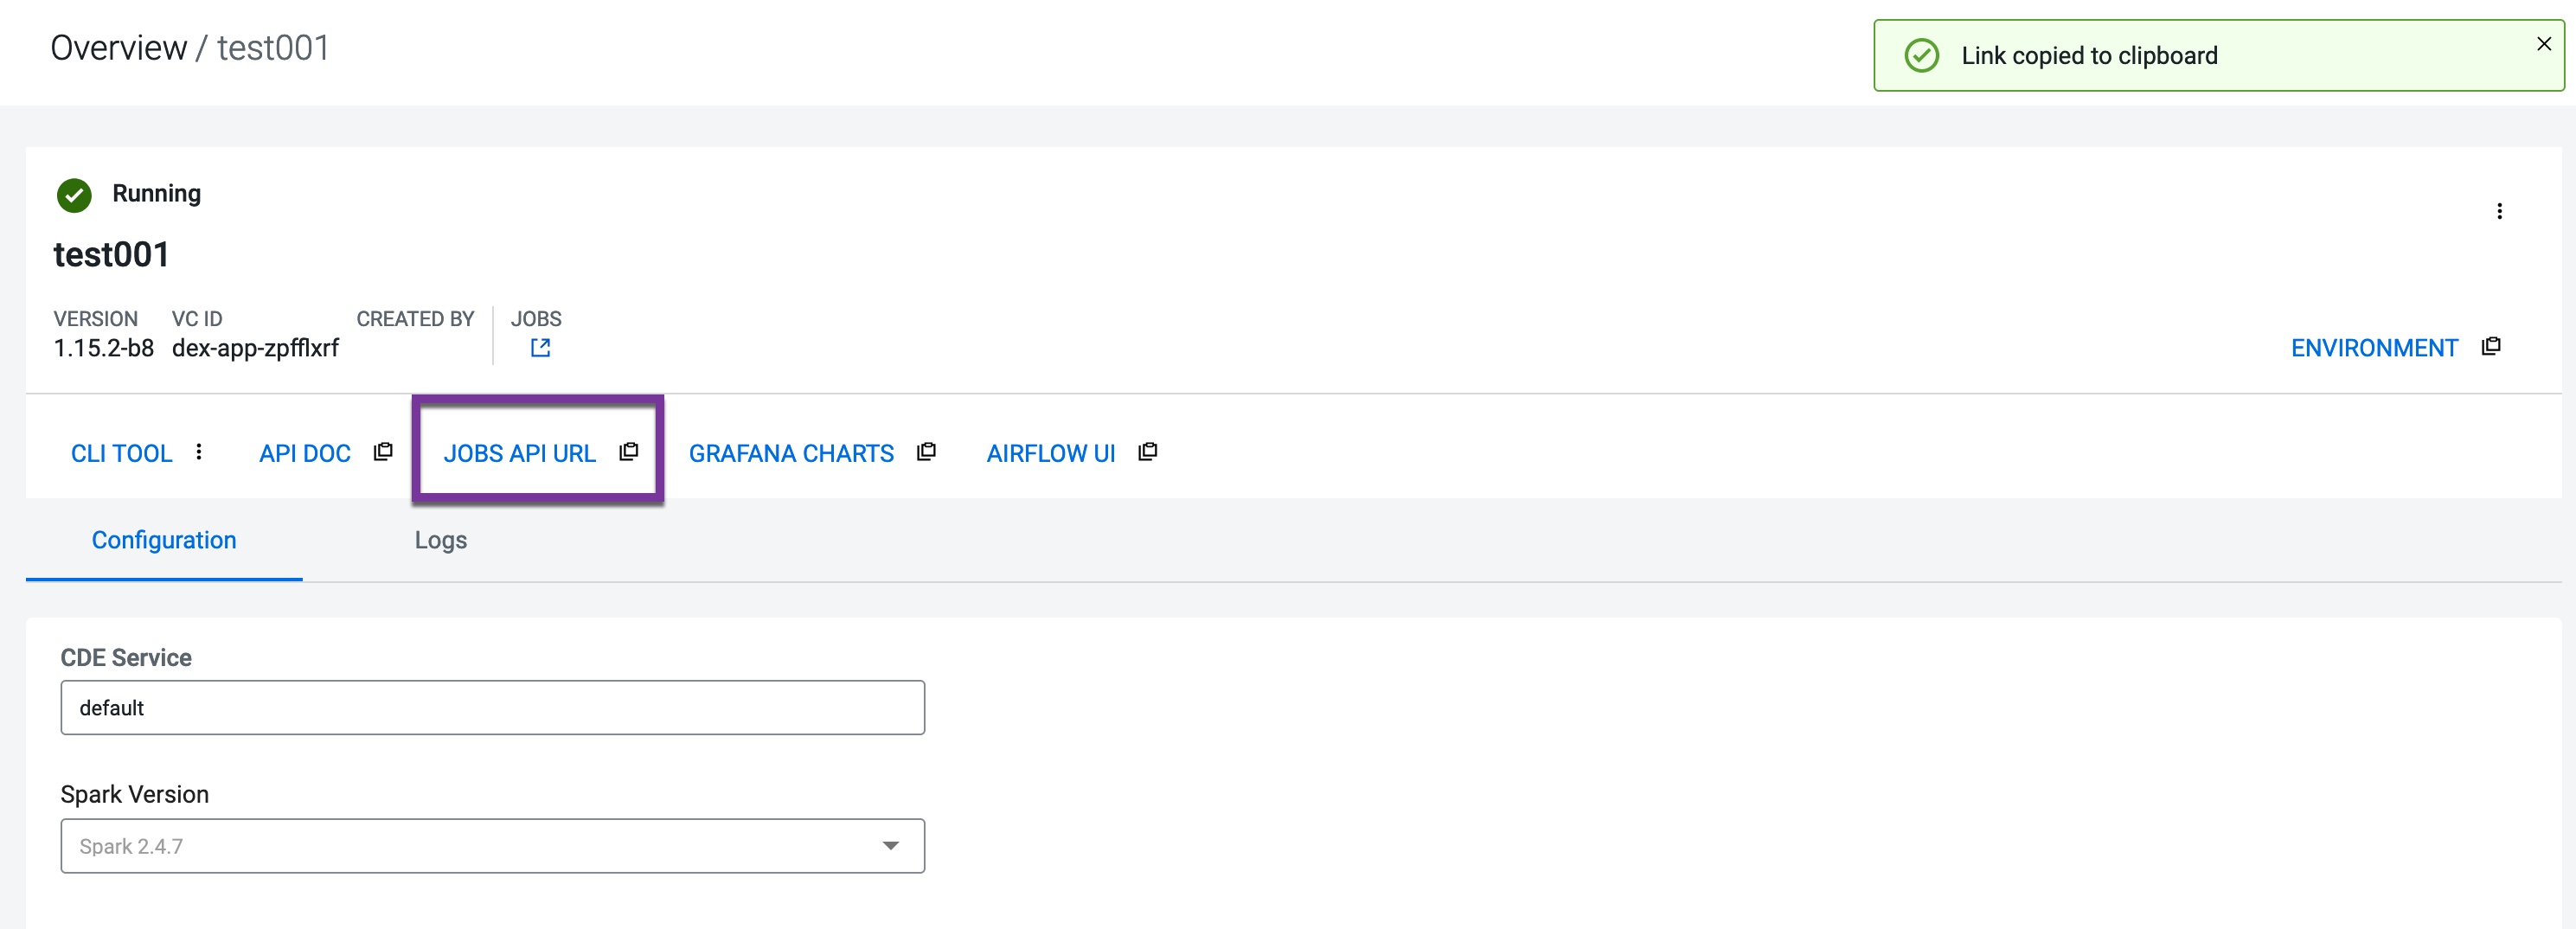 Overview / test001
Link copied to clipboard
Running
test001
VERSION VC ID CREATED BY JOBS
1.15.2-b8 dex-app-zpfflxrf
ENVIRONMENT
CLI TOOL API DOC JOBS API URL GRAFANA CHARTS AIRFLOW UI
Configuration Logs
CDE Service
default
Spark Version
Spark 2.4.7